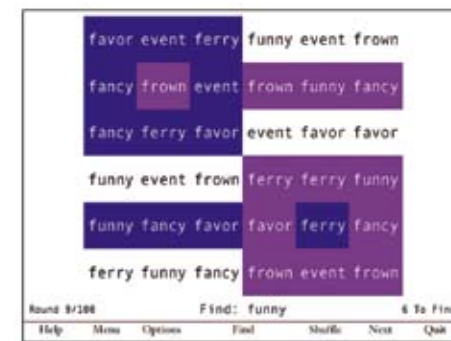 favor event ferry funny event frown
fancy frown event frown funny fancy
fancy ferry favor event favor favor
funny event frown ferry ferry funny
funny fancy favor favor ferry fancy
ferry funny fancy frown event frown
Round 9/100 Find: funny 6 To Fin
Help Menu Options Find Shuffle Next Quit